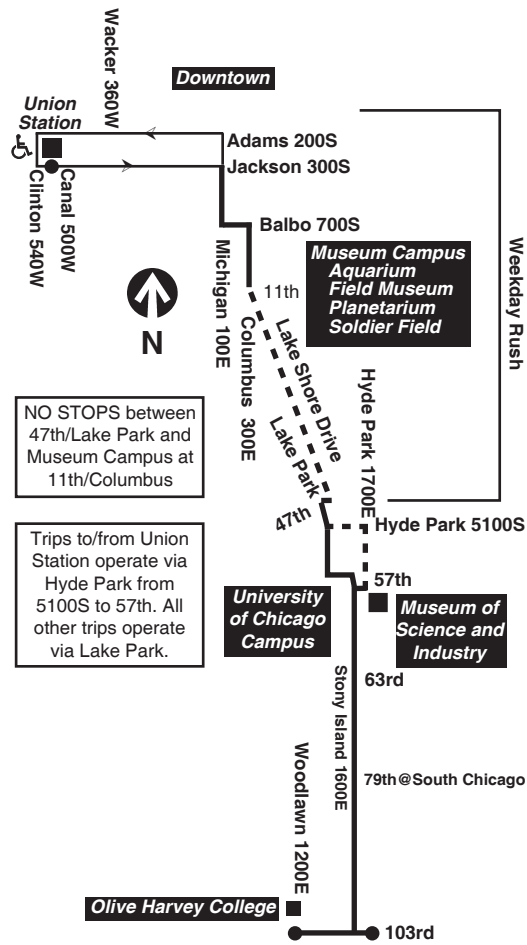 Wacker 360W
Downtown
Union
Station
Adams 200S
Jackson 300S
Clinton 540W
Canal 500W
Balbo 700S
Michigan 100E
Museum Campus
Aquarium
Field Museum
Planetarium
Soldier Field
Weekday Rush
11th
N
Columbus 300E
Lake Shore Drive
Lake Park
Hyde Park 1700E
NO STOPS between
47th/Lake Park and
Museum Campus at
11th/Columbus
47th
Hyde Park 5100S
Trips to/from Union
Station operate via
Hyde Park from
5100S to 57th. All
other trips operate
via Lake Park.
57th
University
of Chicago
Campus
Museum of
Science and
Industry
63rd
Stony Island 1600E
79th@South Chicago
Woodlawn 1200E
Olive Harvey College
103rd